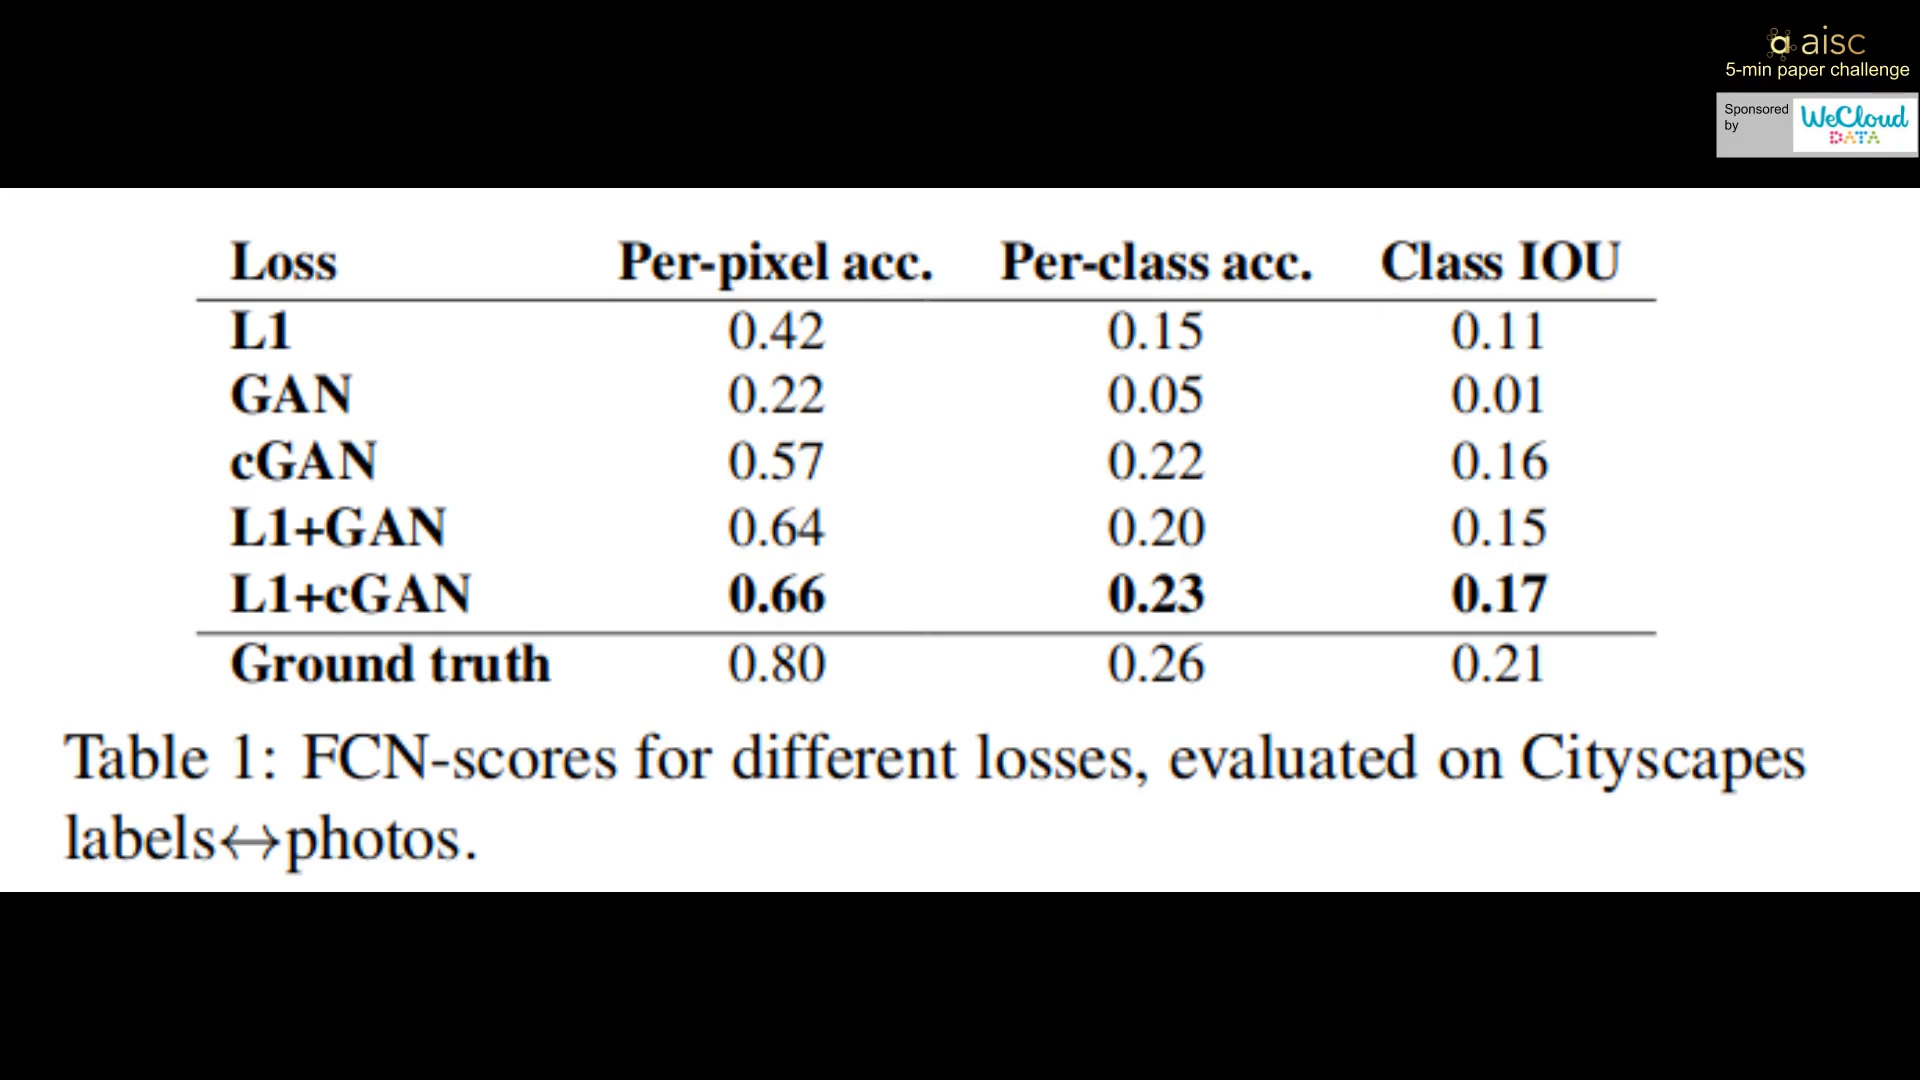 aisc
5-min paper challenge
Sponsored
by
WeCloud
DATA
Loss Per-pixel acc. Per-class acc. Class IOU
L1 0.42 0.15 0.11
GAN 0.22 0.05 0.01
cGAN 0.57 0.22 0.16
L1+GAN 0.64 0.20 0.15
L1+cGAN 0.66 0.23 0.17
Ground truth 0.80 0.26 0.21
Table 1: FCN-scores for different losses, evaluated on Cityscapes
labels↔photos.